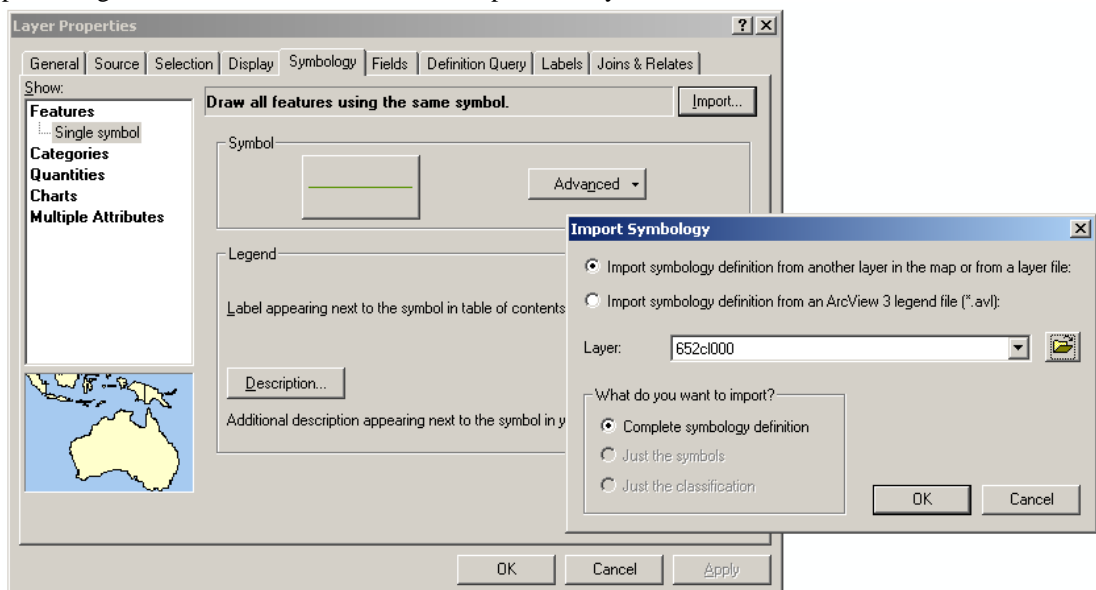 Layer Properties
General Source Selection Display Symbology Fields Definition Query Labels Joins & Relates
Show:
Features
Single symbol
Categories
Quantities
Charts
Multiple Attributes
Draw all features using the same symbol.
Import...
Symbol
Advanced
Legend
Label appearing next to the symbol in table of contents
Description...
Additional description appearing next to the symbol in y
OK Cancel Apply
Import Symbology
Import symbology definition from another layer in the map or from a layer file:
Import symbology definition from an ArcView 3 legend file (*.avl):
Layer: 652cl000
What do you want to import?
Complete symbology definition
Just the symbols
Just the classification
OK Cancel